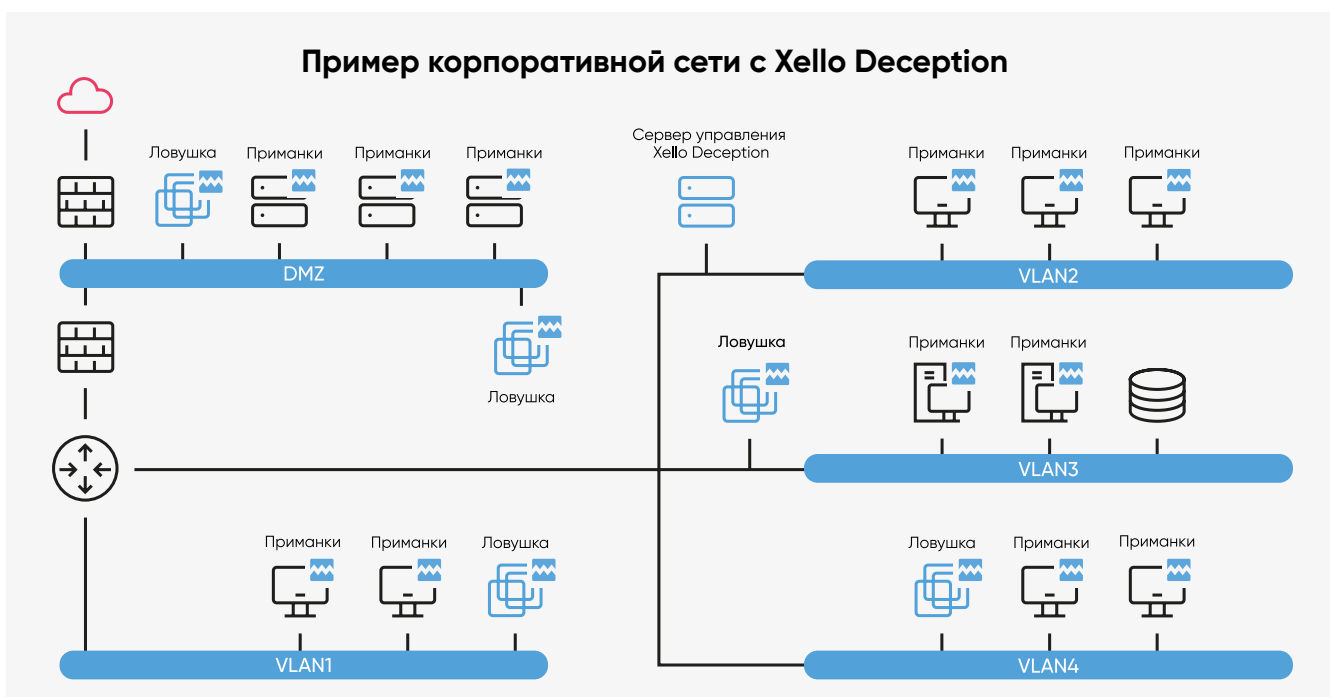 Пример корпоративной сети с Xello Deception
Ловушка
Приманки
Приманки
Приманки
Сервер управления
Xello Deception
Приманки
Приманки
Приманки
DMZ
VLAN2
Ловушка
Ловушка
Приманки
Приманки
VLAN3
Приманки
Приманки
Ловушка
Ловушка
Приманки
Приманки
VLAN1
VLAN4